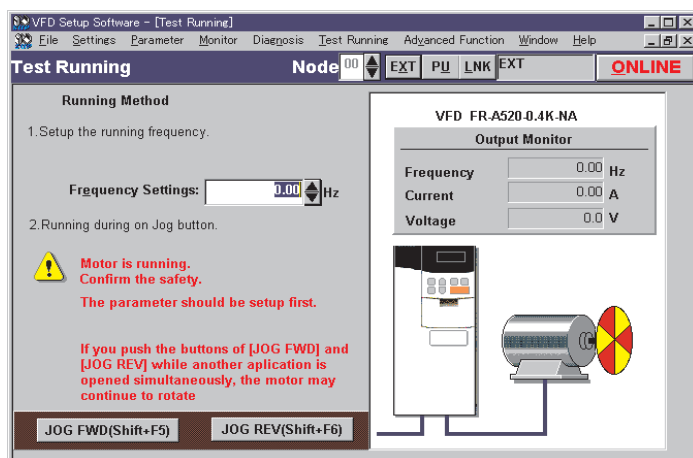 VFD Setup Software - [Test Running]
File Settings Parameter Monitor Diagnosis Test Running Advanced Function Window Help
Test Running Node 00 EXT PU LNK EXT ONLINE
Running Method
1.Setup the running frequency.
Frequency Settings: 0.00 Hz
2.Running during on Jog button.
Motor is running.
Confirm the safety.
The parameter should be setup first.
If you push the buttons of [JOG FWD] and
[JOG REV] while another aplication is
opened simultaneously, the motor may
continue to rotate
JOG FWD(Shift+F5) JOG REV(Shift+F6)
VFD FR-A520-0.4K-NA
Output Monitor
Frequency 0.00 Hz
Current 0.00 A
Voltage 0.0 V